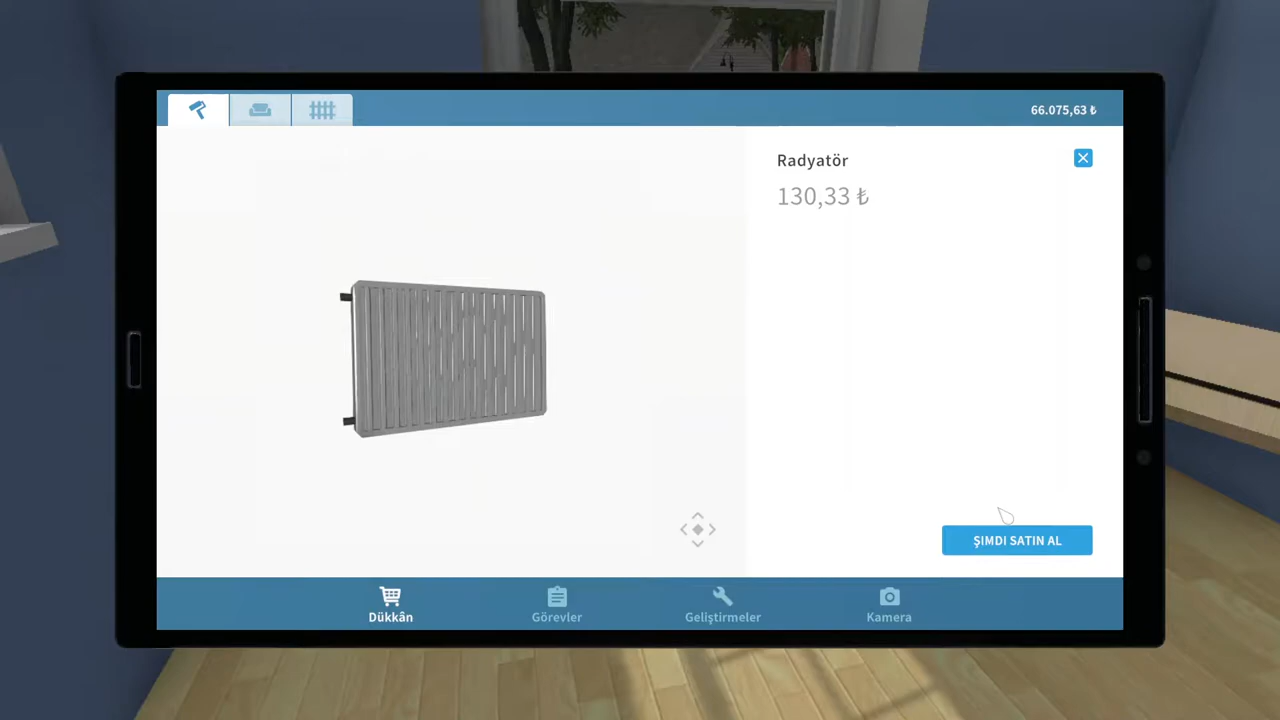 66.075,63 ₺
Radyatör
130,33 ₺
ŞIMDI SATIN AL
Dükkân
Görevler
Geliştirmeler
Kamera